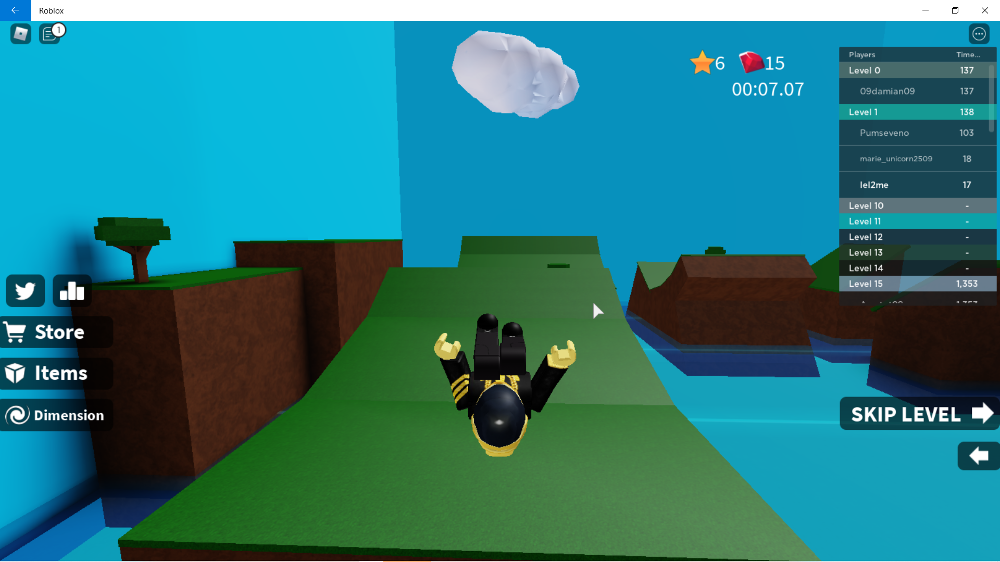 Roblox
1
6 15
00:07.07
Players Time...
Level 0 137
09damian09 137
Level 1 138
Pumseveno 103
marie_unicorn2509 18
lel2me 17
Level 10 -
Level 11 -
Level 12 -
Level 13 -
Level 14 -
Level 15 1,353
1,353
Store
Items
Dimension
SKIP LEVEL